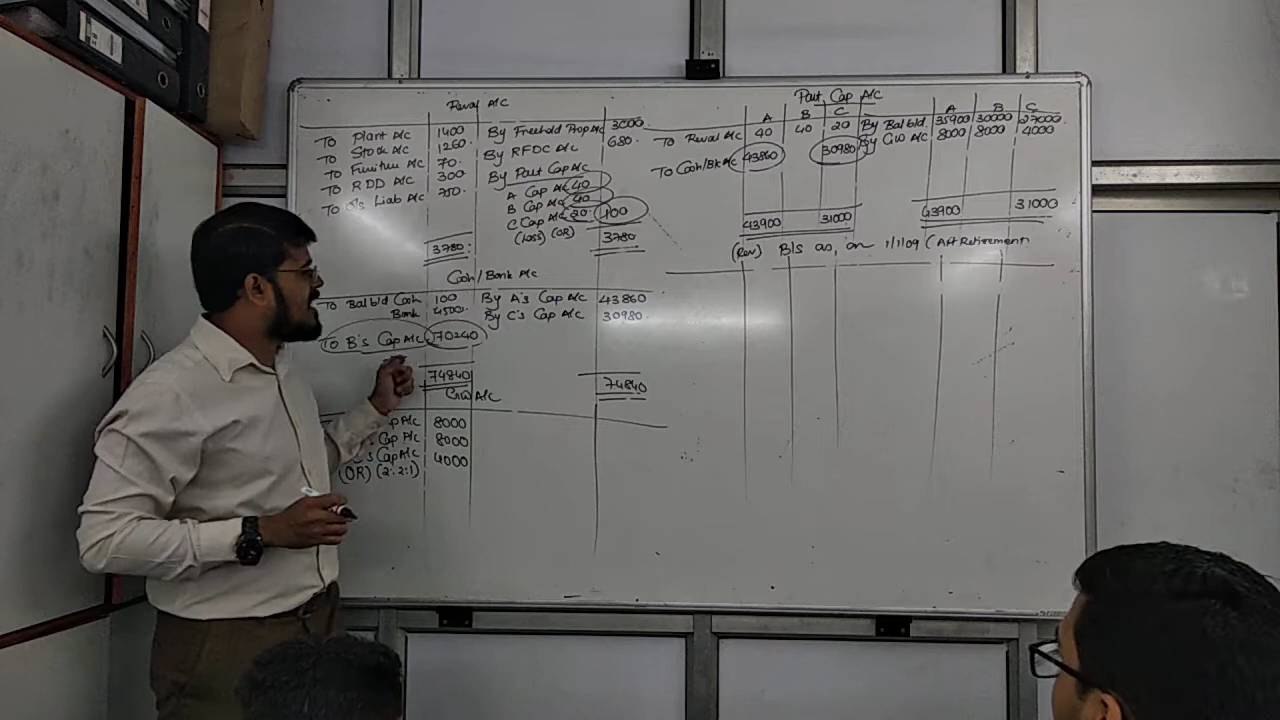 Reval A/c
To Plant A/c 1400 By Freehold Prop A/c 3000
To Stock A/c 1260 By RFDC A/c 680
To Furniture A/c 70 By Part Cap A/c
To RDD A/c 300 A Cap A/c 40
To Liab A/c 750 B Cap A/c 40
C Cap A/c 20 100
(Loss) (OR)
3780 3780
Cash/Bank A/c
To Bal b/d Cash 100 By A's Cap A/c 43860
Bank 4500 By C's Cap A/c 30980
To B's Cap A/c 70240
74840 74840
G/W A/c
Cap A/c 8000
s Cap A/c 8000
s Cap A/c 4000
(OR) (2:2:1)
Part Cap A/c
A B C A B C
To Reval A/c 40 40 20 By Bal b/d 35900 30000 27000
To Cash/Bk A/c 43860 30980 By G/W A/c 8000 8000 4000
43900 31000 43900 31000
(Rev) B/S as on 1/1/09 (Aft Retirement